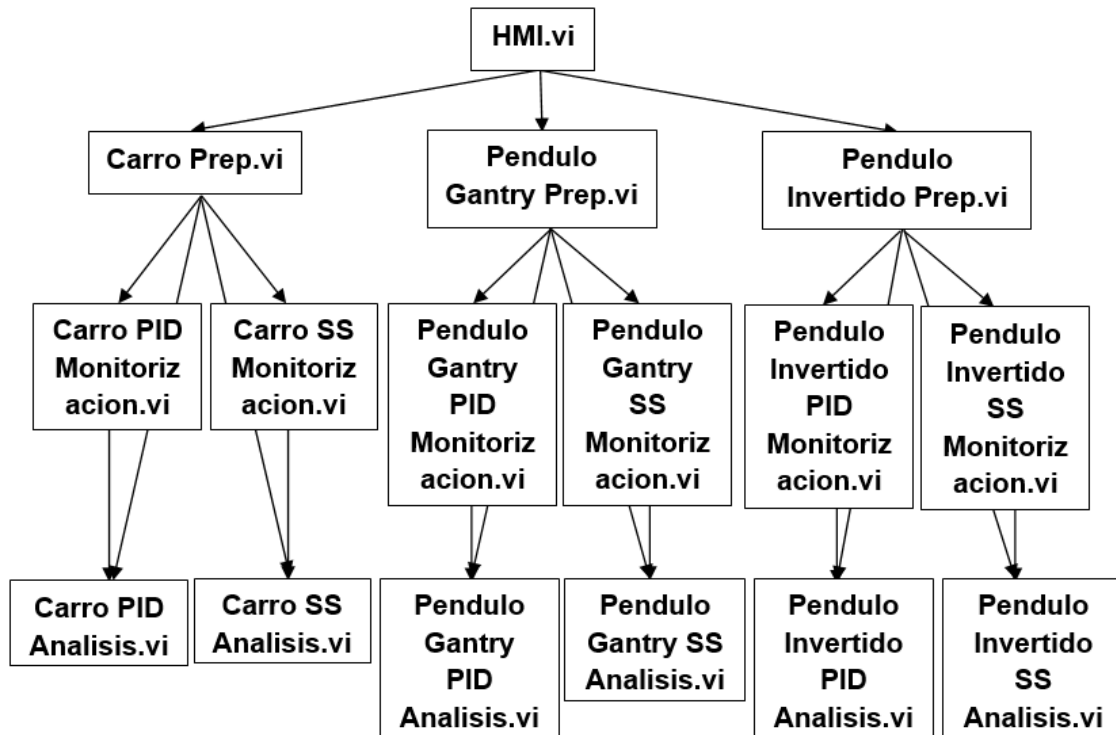 HMI.vi
Carro Prep.vi
Pendulo
Gantry Prep.vi
Pendulo
Invertido Prep.vi
Carro PID
Monitoriz
acion.vi
Carro SS
Monitoriz
acion.vi
Pendulo
Gantry
PID
Monitoriz
acion.vi
Pendulo
Gantry
SS
Monitoriz
acion.vi
Pendulo
Invertido
PID
Monitoriz
acion.vi
Pendulo
Invertido
SS
Monitoriz
acion.vi
Carro PID
Analisis.vi
Carro SS
Analisis.vi
Pendulo
Gantry
PID
Analisis.vi
Pendulo
Gantry SS
Analisis.vi
Pendulo
Invertido
PID
Analisis.vi
Pendulo
Invertido
SS
Analisis.vi